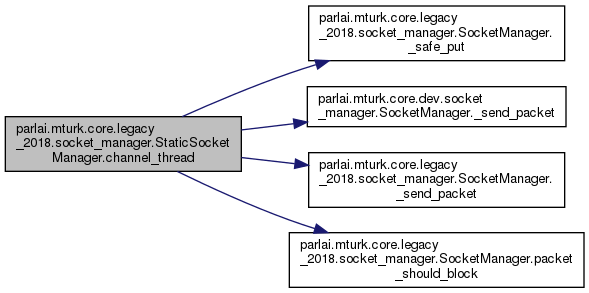 parlai.mturk.core.legacy
_2018.socket_manager.SocketManager.
_safe_put
parlai.mturk.core.dev.socket
_manager.SocketManager._send_packet
parlai.mturk.core.legacy
_2018.socket_manager.StaticSocket
Manager.channel_thread
parlai.mturk.core.legacy
_2018.socket_manager.SocketManager.
_send_packet
parlai.mturk.core.legacy
_2018.socket_manager.SocketManager.packet
_should_block